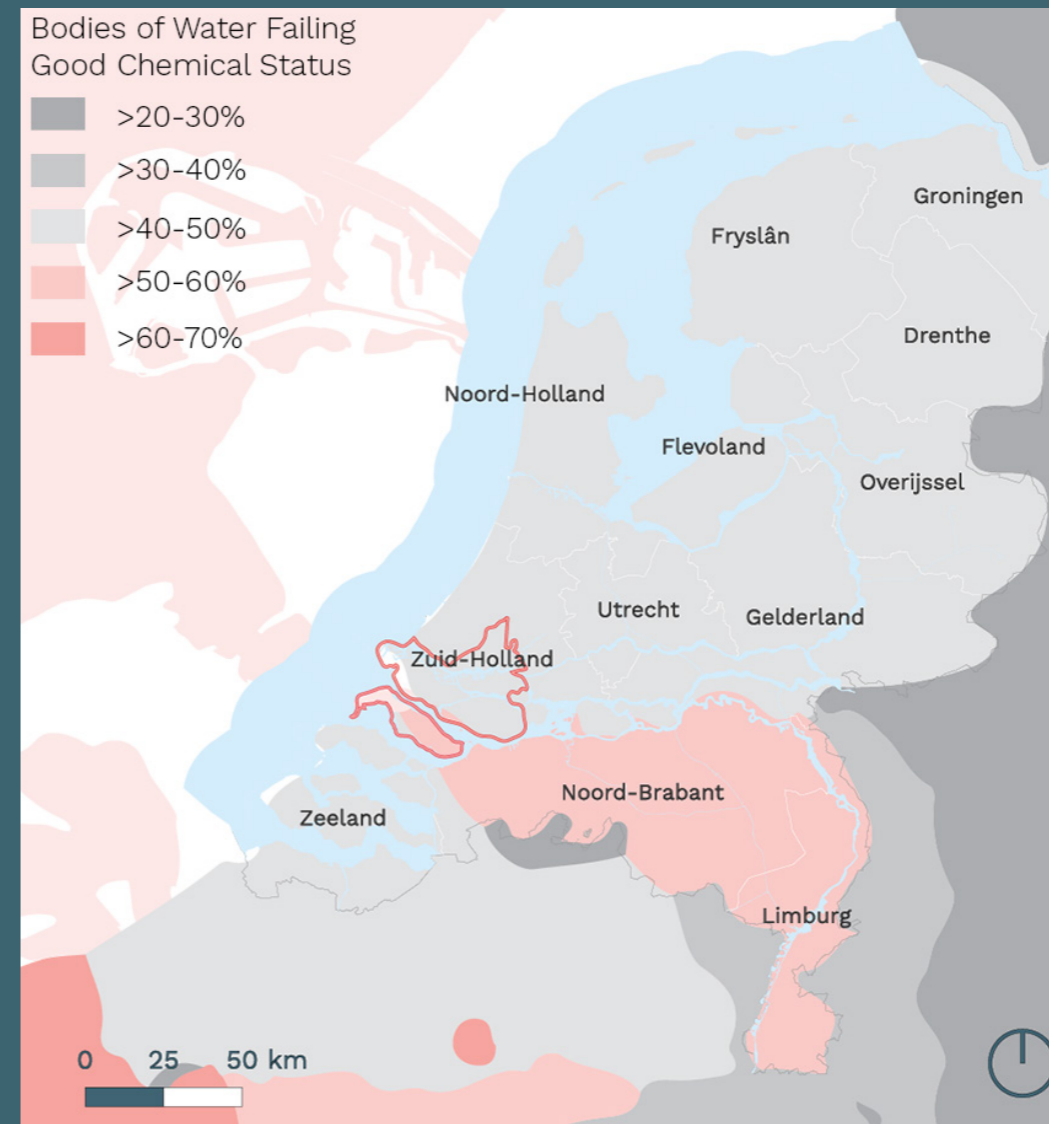 Bodies of Water Failing
Good Chemical Status
>20-30%
>30-40%
>40-50%
>50-60%
>60-70%
Groningen
Fryslân
Drenthe
Noord-Holland
Flevoland
Overijssel
Utrecht
Gelderland
Zuid-Holland
Noord-Brabant
Zeeland
Limburg
0 25 50 km